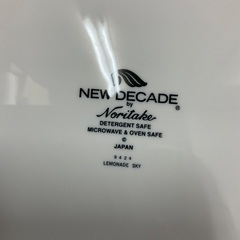 NEW DECADE
by
Noritake ®
DETERGENT SAFE
MICROWAVE & OVEN SAFE
©
JAPAN
9424
LEMONADE SKY